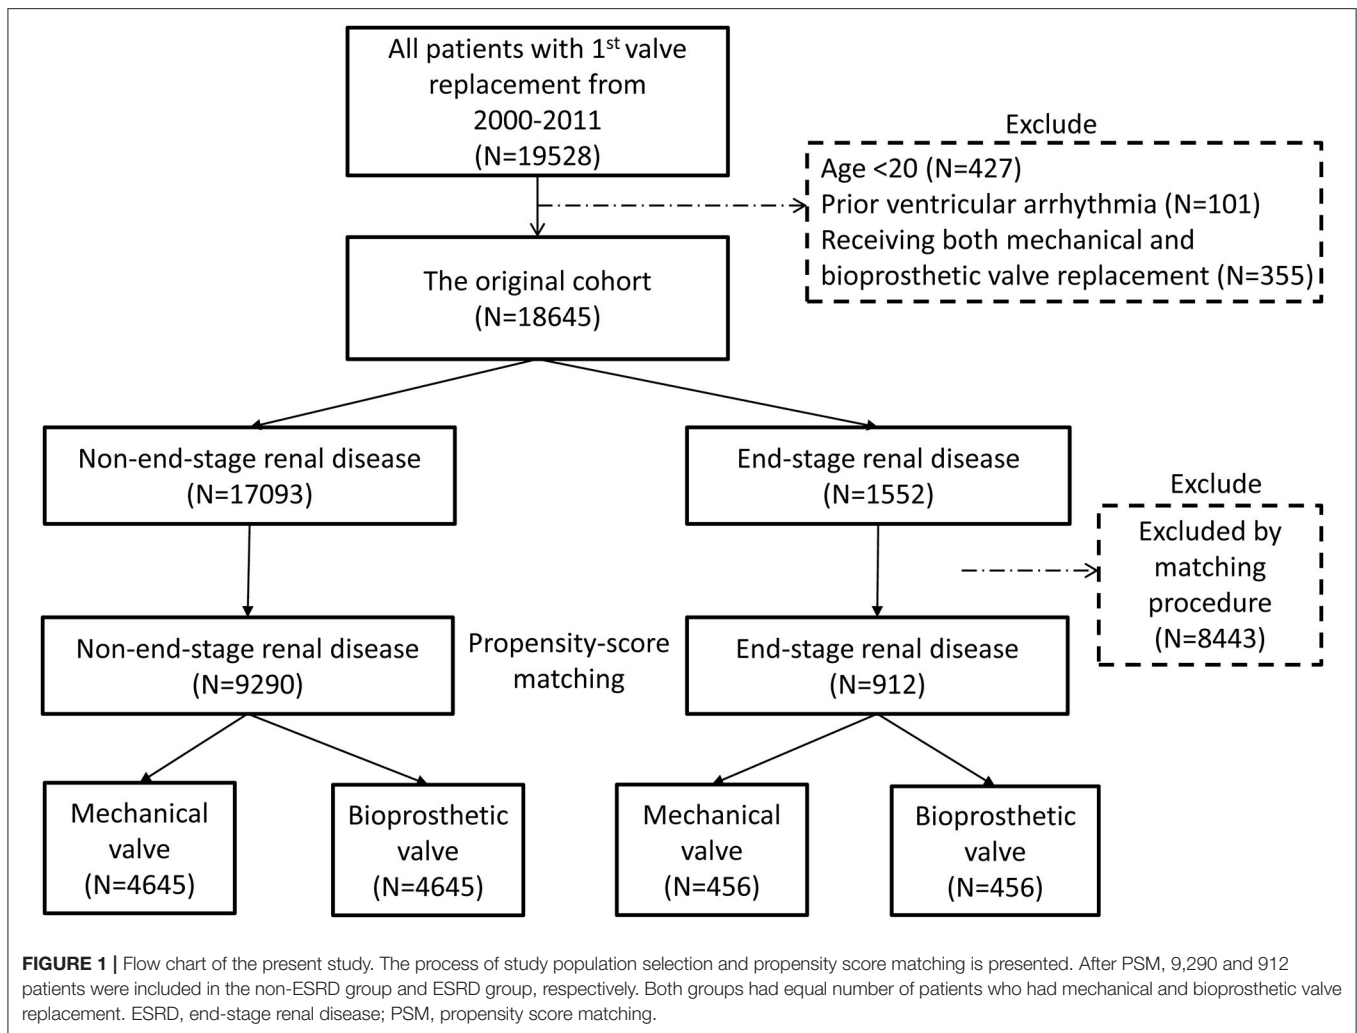 All patients with 1st valve
replacement from
2000-2011
(N=19528)
Exclude
Age <20 (N=427)
Prior ventricular arrhythmia (N=101)
Receiving both mechanical and
bioprosthetic valve replacement (N=355)
The original cohort
(N=18645)
Non-end-stage renal disease
(N=17093)
End-stage renal disease
(N=1552)
Exclude
Excluded by
matching
procedure
(N=8443)
Non-end-stage renal disease
(N=9290)
Propensity-score
matching
End-stage renal disease
(N=912)
Mechanical
valve
(N=4645)
Bioprosthetic
valve
(N=4645)
Mechanical
valve
(N=456)
Bioprosthetic
valve
(N=456)
FIGURE 1 | Flow chart of the present study. The process of study population selection and propensity score matching is presented. After PSM, 9,290 and 912
patients were included in the non-ESRD group and ESRD group, respectively. Both groups had equal number of patients who had mechanical and bioprosthetic valve
replacement. ESRD, end-stage renal disease; PSM, propensity score matching.